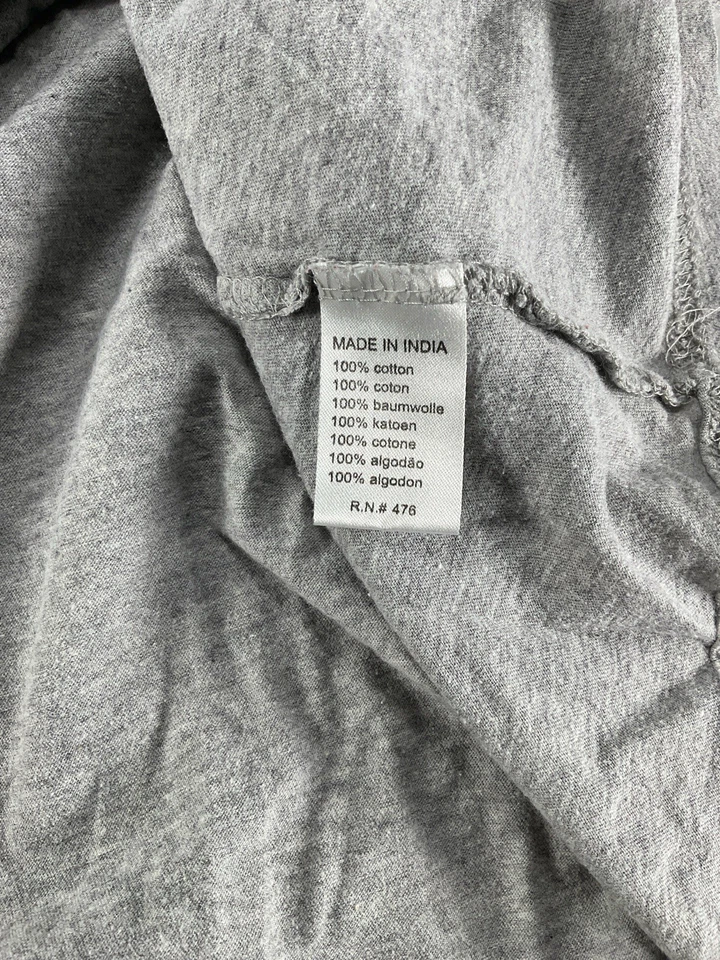 MADE IN INDIA
100% cotton
100% coton
100% baumwolle
100% katoen
100% cotone
100% algodão
100% algodon
R.N.# 476